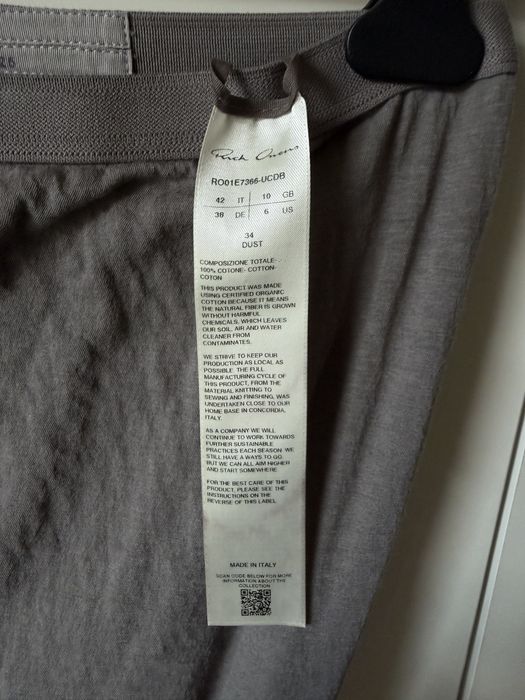 26
Rick Owens
RO01E7366-UCDB
42 IT 10 GB
38 DE 6 US
34
DUST
COMPOSIZIONE TOTALE-
100% COTONE- COTTON-
COTON
THIS PRODUCT WAS MADE
USING CERTIFIED ORGANIC
COTTON BECAUSE IT MEANS
THE NATURAL FIBER IS GROWN
WITHOUT HARMFUL
CHEMICALS, WHICH LEAVES
OUR SOIL, AIR AND WATER
CLEANER FROM
CONTAMINATES.
WE STRIVE TO KEEP OUR
PRODUCTION AS LOCAL AS
POSSIBLE. THE FULL
MANUFACTURING CYCLE OF
THIS PRODUCT, FROM THE
MATERIAL KNITTING TO
SEWING AND FINISHING, WAS
UNDERTAKEN CLOSE TO OUR
HOME BASE IN CONCORDIA,
ITALY.
AS A COMPANY WE WILL
CONTINUE TO WORK TOWARDS
FURTHER SUSTAINABLE
PRACTICES EACH SEASON. WE
STILL HAVE A WAYS TO GO,
BUT WE CAN ALL AIM HIGHER
AND START SOMEWHERE.
FOR THE BEST CARE OF THIS
PRODUCT, PLEASE SEE THE
INSTRUCTIONS ON THE
REVERSE OF THIS LABEL
MADE IN ITALY
SCAN CODE BELOW FOR MORE
INFORMATION ABOUT THE
COLLECTION